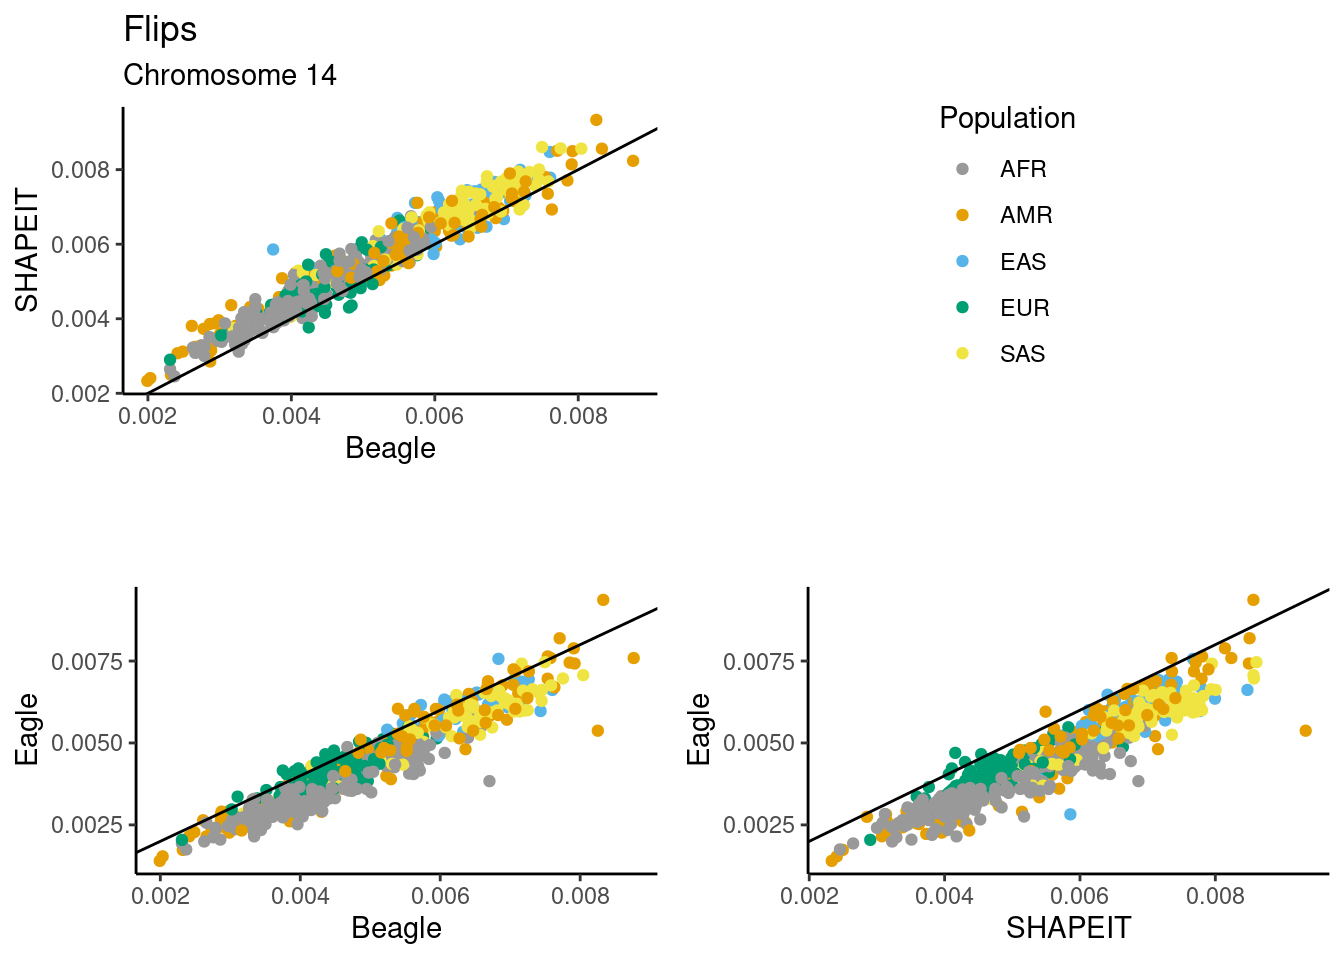 Flips
Chromosome 14
SHAPEIT
0.008
0.006
0.004
0.002
0.002 0.004 0.006 0.008
Beagle
Population
AFR
AMR
EAS
EUR
SAS
Eagle
0.0075
0.0050
0.0025
0.002 0.004 0.006 0.008
Beagle
Eagle
0.0075
0.0050
0.0025
0.002 0.004 0.006 0.008
SHAPEIT